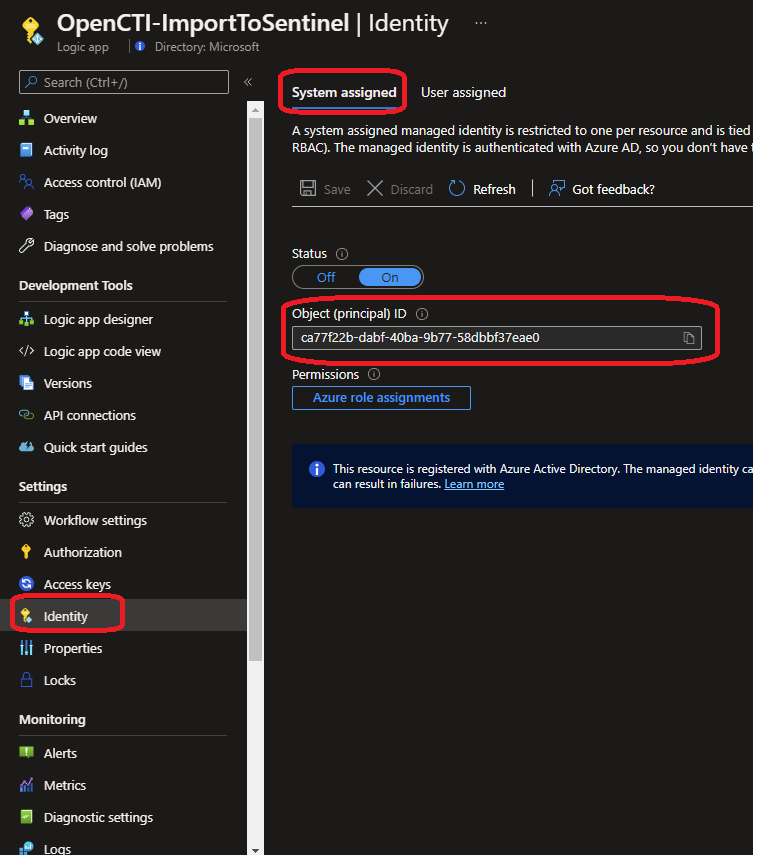 OpenCTI-ImportToSentinel | Identity ...
Logic app Directory: Microsoft
Search (Ctrl+/) «
Overview
Activity log
Access control (IAM)
Tags
Diagnose and solve problems
Development Tools
Logic app designer
Logic app code view
Versions
API connections
Quick start guides
Settings
Workflow settings
Authorization
Access keys
Identity
Properties
Locks
Monitoring
Alerts
Metrics
Diagnostic settings
Logs
System assigned User assigned
A system assigned managed identity is restricted to one per resource and is tied
RBAC). The managed identity is authenticated with Azure AD, so you don't have
Save Discard Refresh Got feedback?
Status
Off On
Object (principal) ID
ca77f22b-dabf-40ba-9b77-58dbbf37eae0
Permissions
Azure role assignments
This resource is registered with Azure Active Directory. The managed identity ca
can result in failures. Learn more